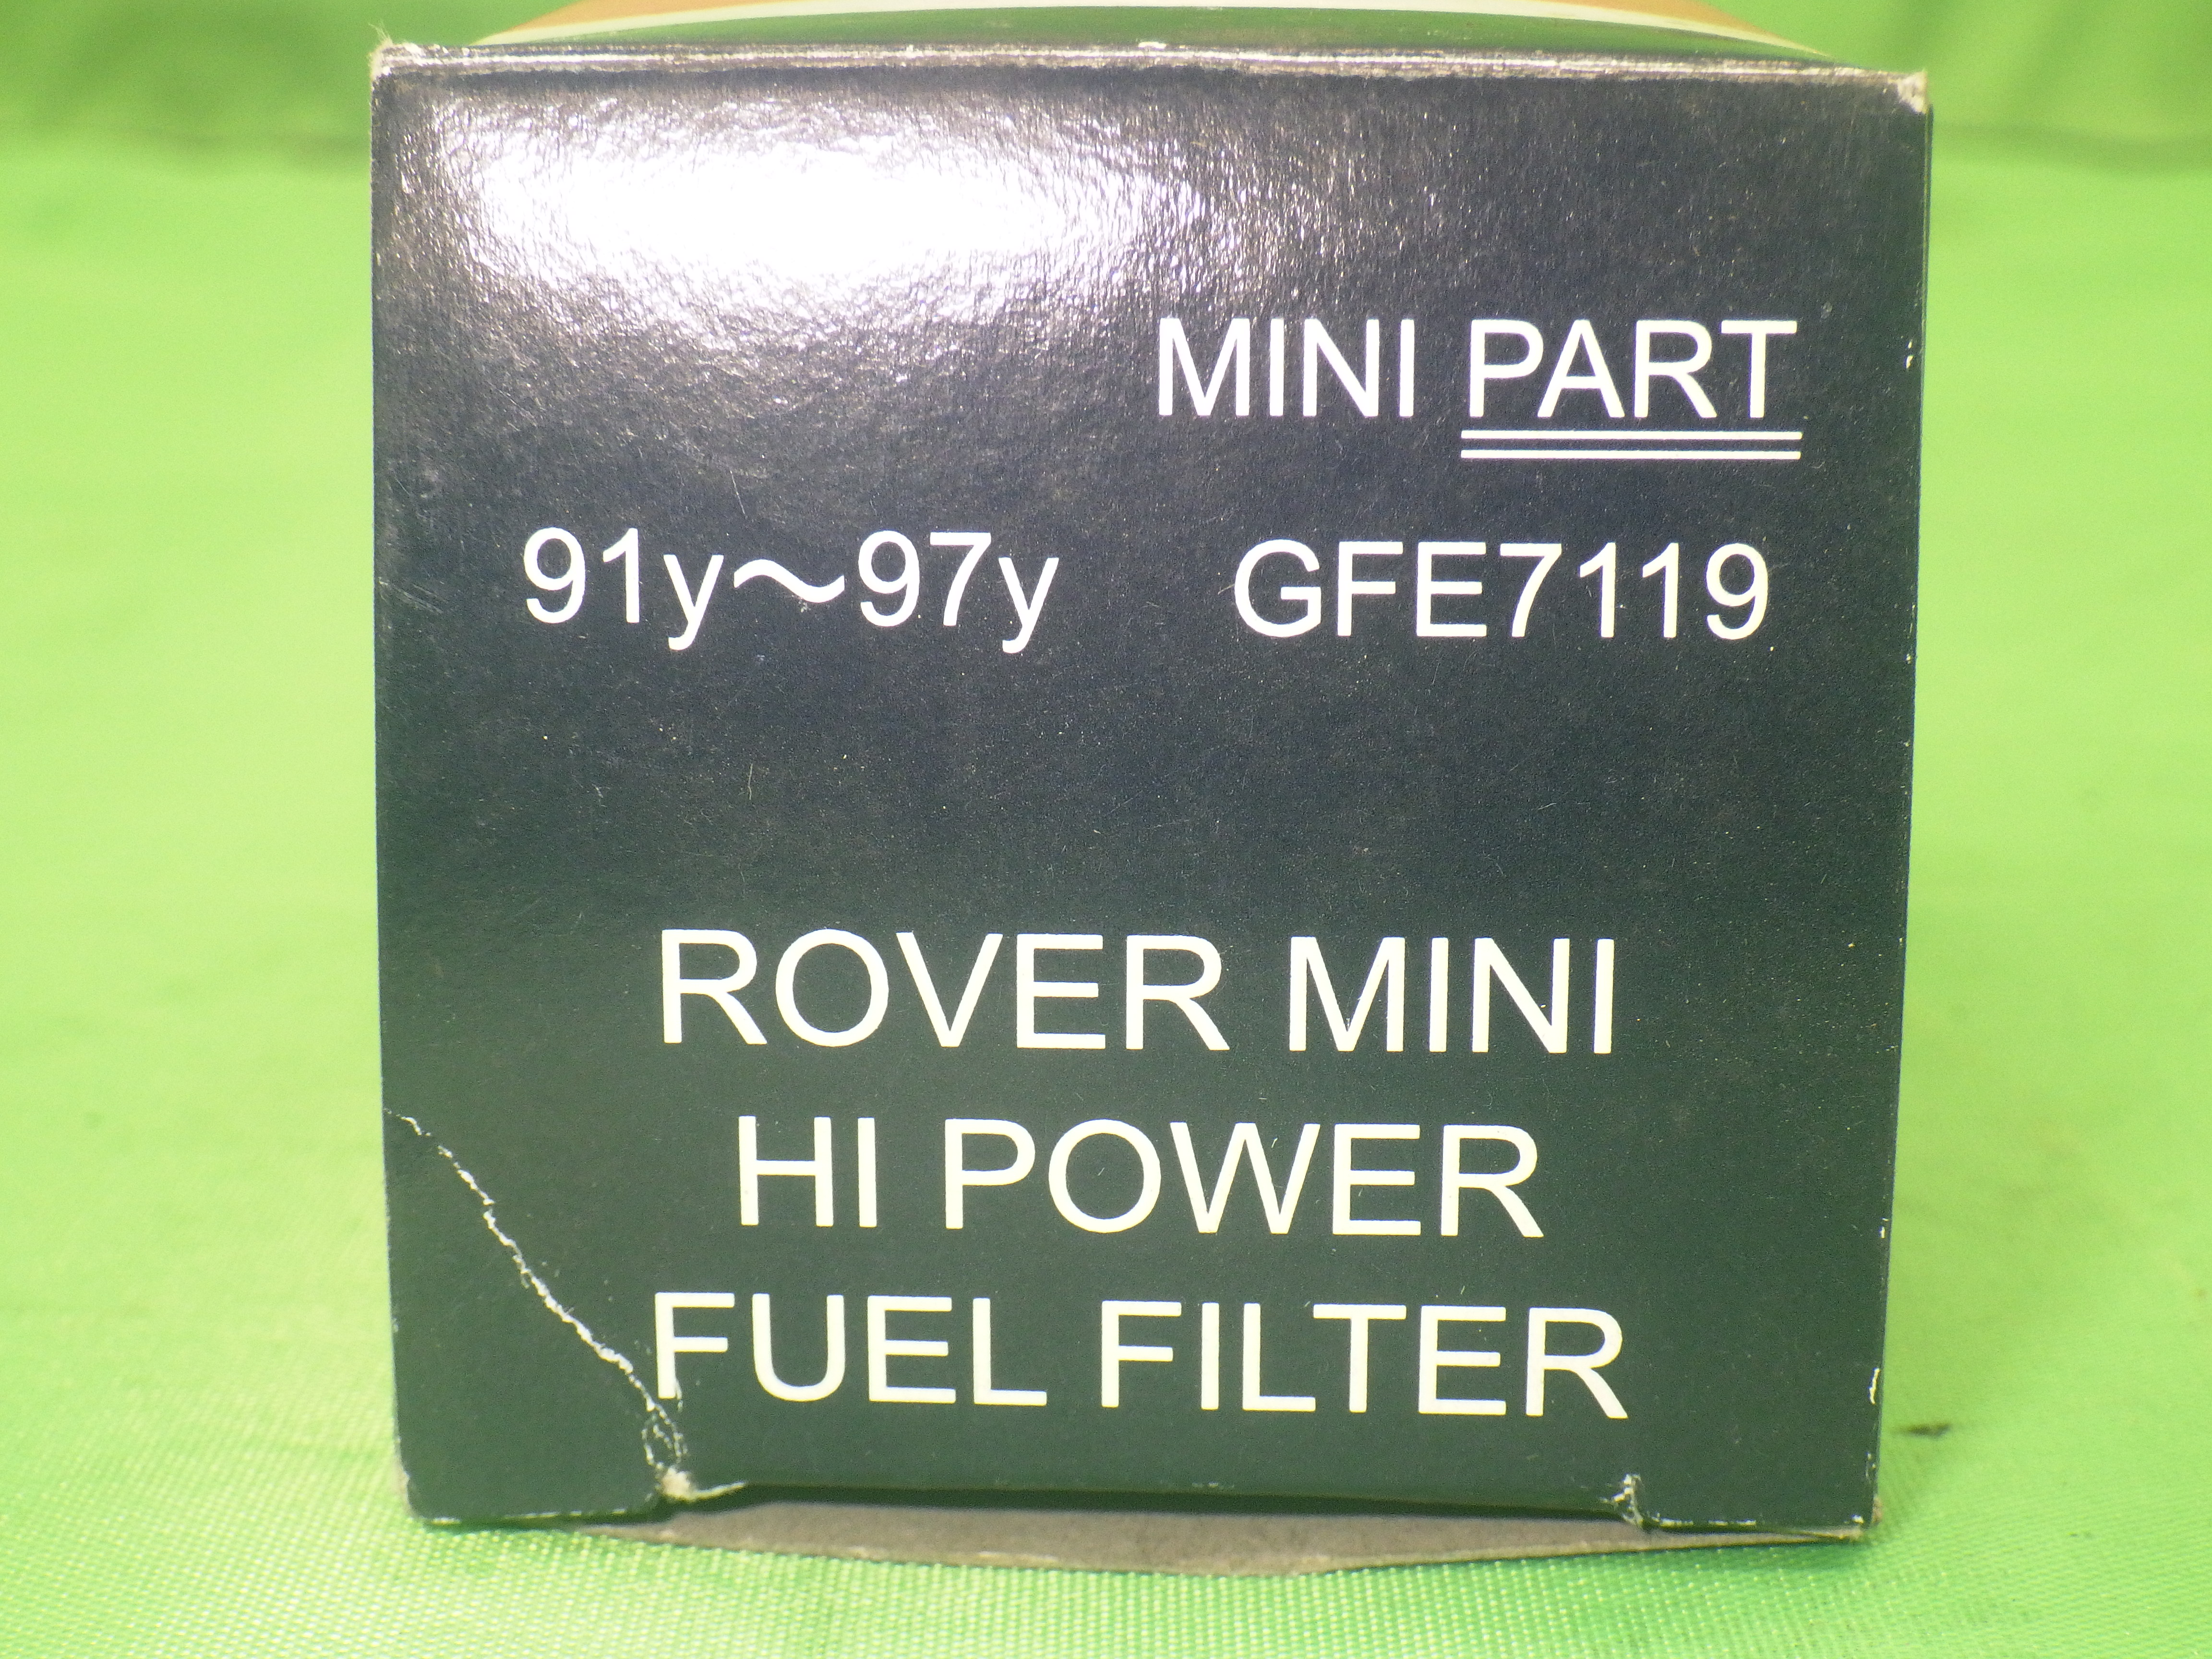 MINI PART
91y～97y GFE7119
ROVER MINI
HI POWER
FUEL FILTER